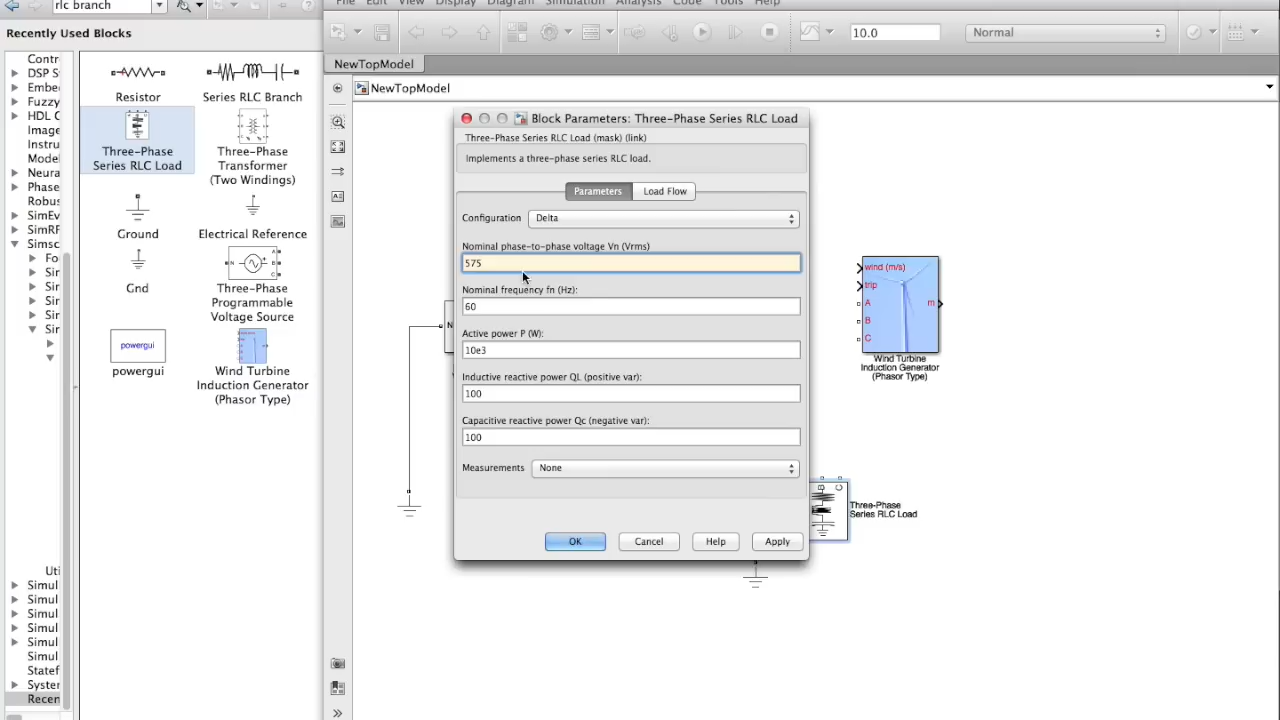 rlc branch
File Edit View Display Diagram Simulation Analysis Code Tools Help
Recently Used Blocks
10.0
Normal
NewTopModel
NewTopModel
Contr
DSP S
Embe
Fuzzy
HDL C
Image
Instru
Model
Neura
Phase
Robus
SimEv
SimRF
Simsc
Fo
Sir
Sir
Sir
Sir
Sir
Uti
Simul
Simul
Simul
Simul
Simul
Simul
Statef
Syster
Recen
Resistor
Series RLC Branch
Three-Phase
Series RLC Load
Three-Phase
Transformer
(Two Windings)
Ground
Electrical Reference
Gnd
Three-Phase
Programmable
Voltage Source
N
A
B
C
powergui
powergui
Wind Turbine
Induction Generator
(Phasor Type)
Block Parameters: Three-Phase Series RLC Load
Three-Phase Series RLC Load (mask) (link)
Implements a three-phase series RLC load.
Parameters
Load Flow
Configuration
Delta
Nominal phase-to-phase voltage Vn (Vrms)
575
Nominal frequency fn (Hz):
60
Active power P (W):
10e3
Inductive reactive power QL (positive var):
100
Capacitive reactive power Qc (negative var):
100
Measurements
None
OK
Cancel
Help
Apply
N
wind (m/s)
trip
A
m
B
C
Wind Turbine
Induction Generator
(Phasor Type)
B
C
Three-Phase
Series RLC Load